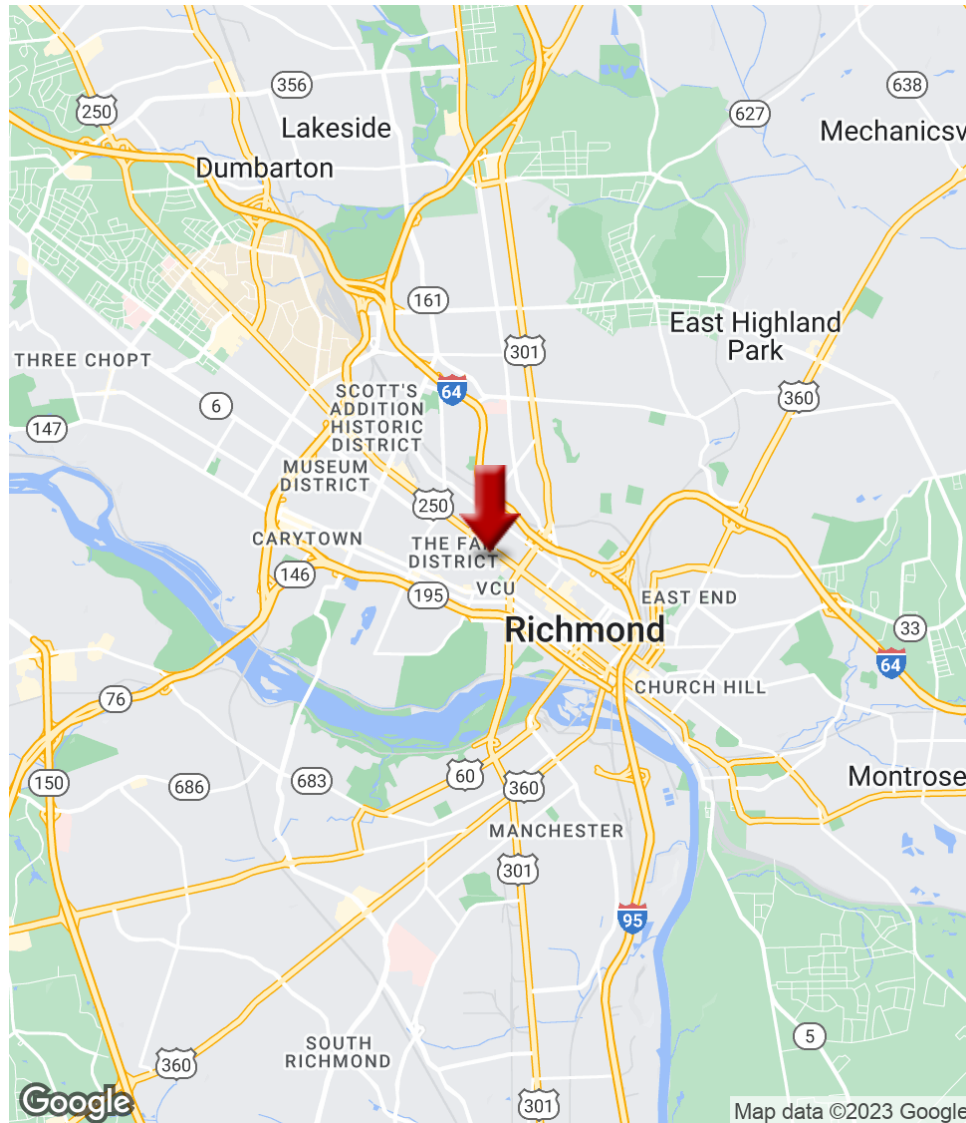 356
638
250
627
Lakeside
Mechanicsv
Dumbarton
161
East Highland
Park
301
THREE CHOPT
SCOTT'S
ADDITION
HISTORIC
DISTRICT
64
360
6
147
MUSEUM
DISTRICT
250
CARYTOWN
THE FA
DISTRICT
146
VCU
195
EAST END
Richmond
33
64
CHURCH HILL
76
150
60
Montrose
686
683
360
MANCHESTER
301
95
SOUTH
RICHMOND
5
360
301
Google
Map data ©2023 Google